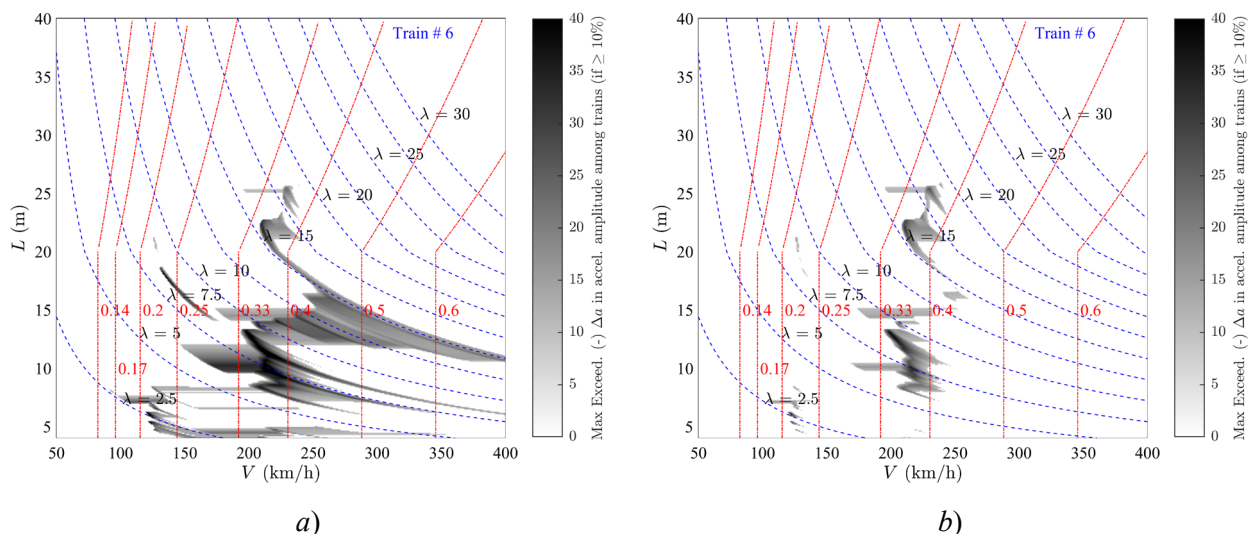 Train # 6
λ = 30
λ = 25
λ = 20
λ = 15
λ = 10
λ = 7.5
λ = 5
λ = 2.5
0.14
0.2
0.25
0.33
0.4
0.5
0.6
0.17
40
35
30
25
20
15
10
5
L (m)
50
100
150
200
250
300
350
400
V (km/h)
40
35
30
25
20
15
10
5
0
Max Exceed. (-) Δa in accel. amplitude among trains (if ≥ 10%)
a)
Train # 6
λ = 30
λ = 25
λ = 20
λ = 15
λ = 10
λ = 7.5
λ = 5
λ = 2.5
0.14
0.2
0.25
0.33
0.4
0.5
0.6
0.17
40
35
30
25
20
15
10
5
L (m)
50
100
150
200
250
300
350
400
V (km/h)
40
35
30
25
20
15
10
5
0
Max Exceed. (-) Δa in accel. amplitude among trains (if ≥ 10%)
b)